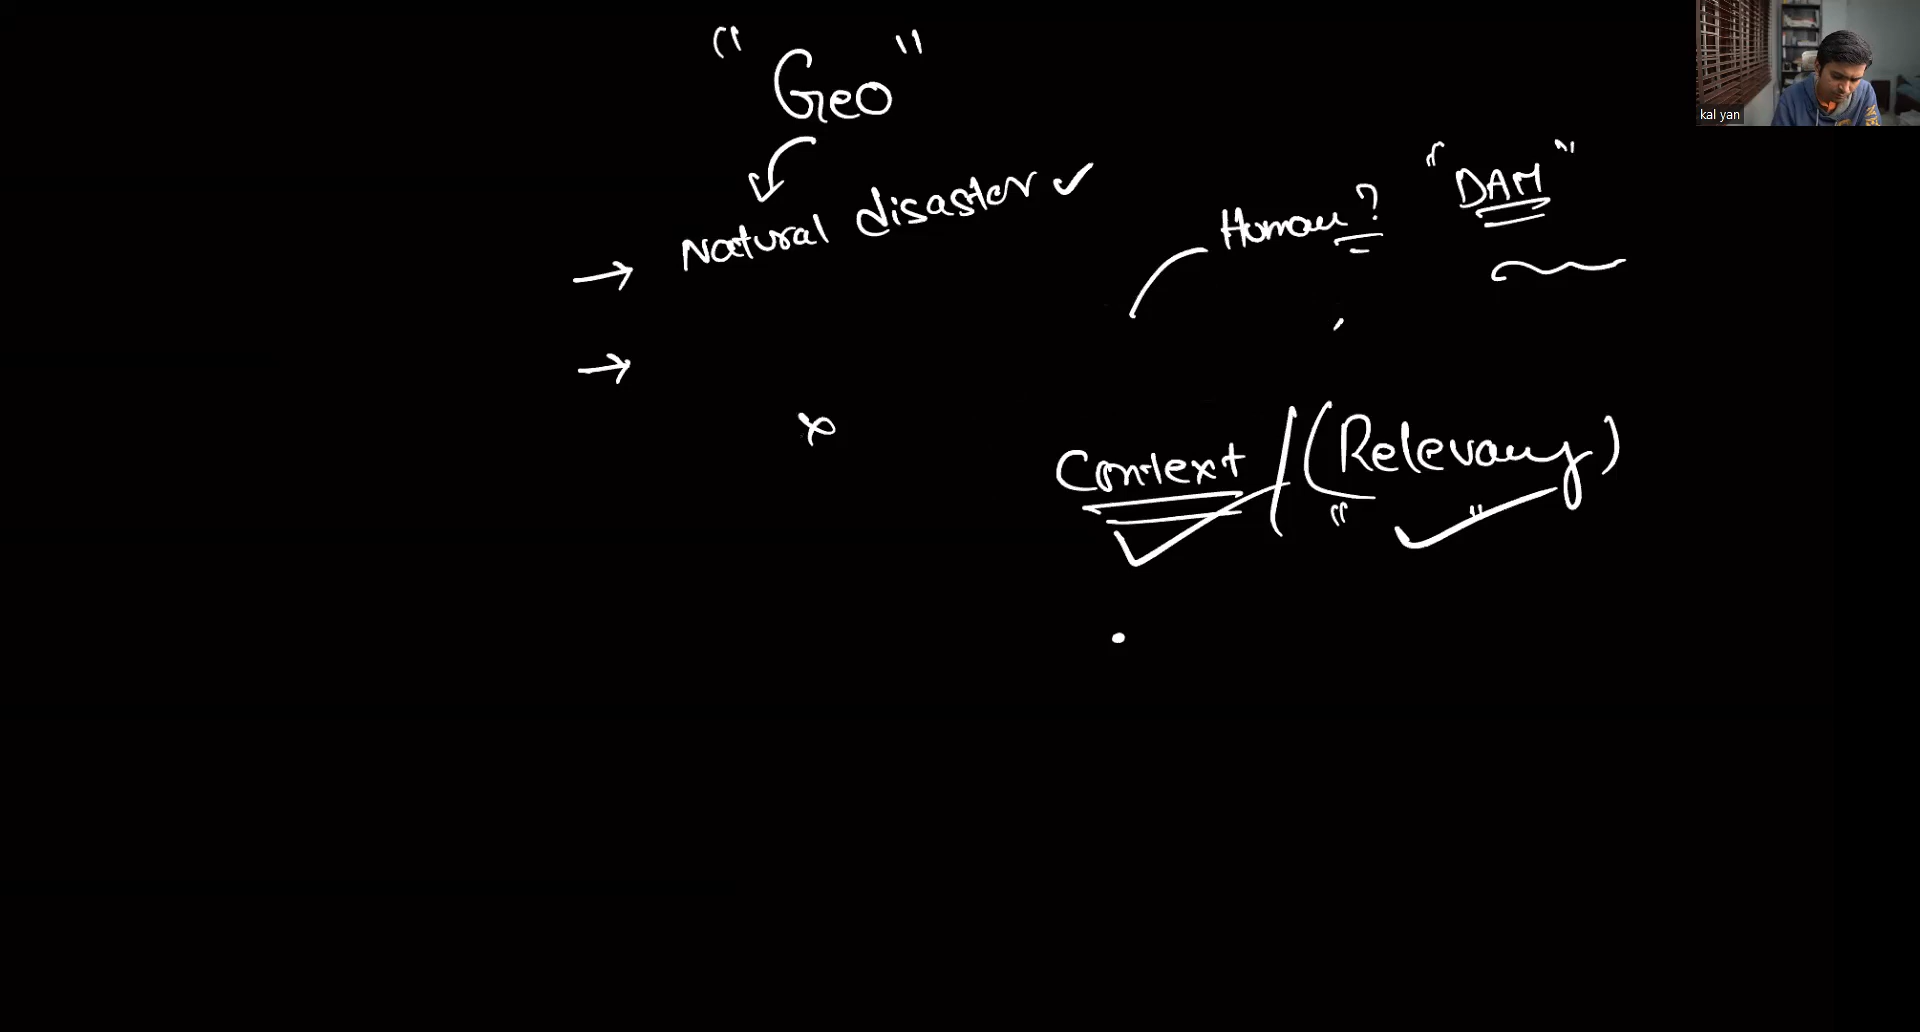 "Geo"
→ Natural disaster ✓
Human? "DAM"
→
x
Context / (Relevancy)
" "
kal yan